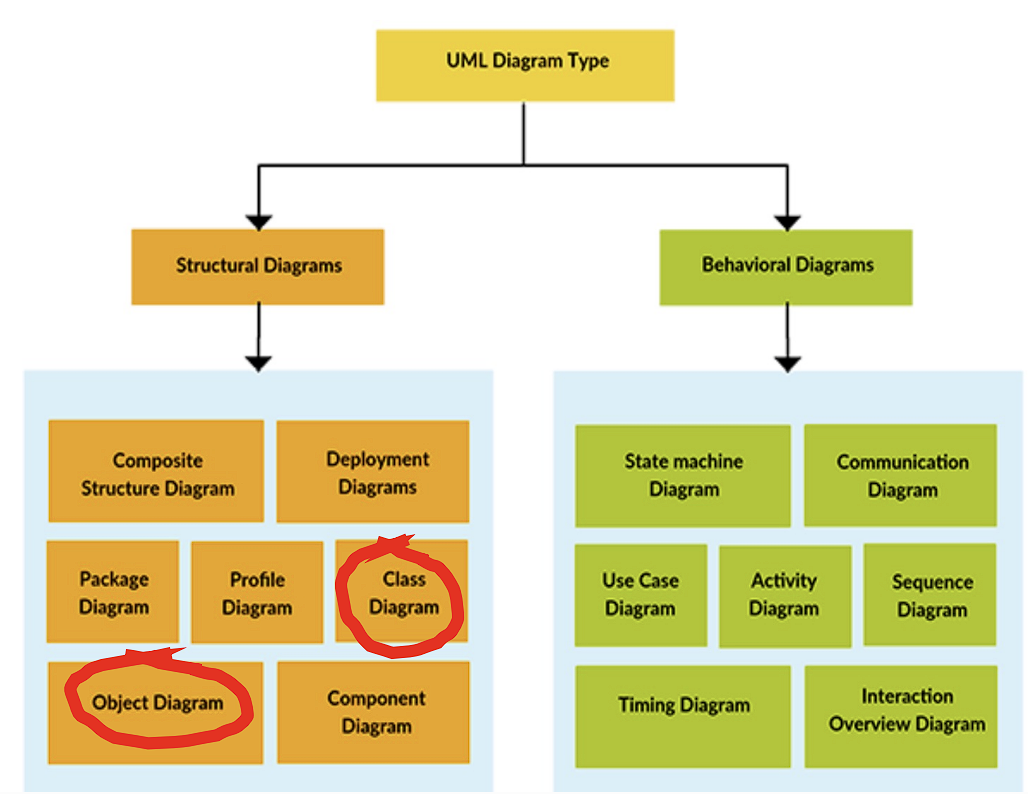 UML Diagram Type
Structural Diagrams
Behavioral Diagrams
Composite
Structure Diagram
Deployment
Diagrams
Package
Diagram
Profile
Diagram
Class
Diagram
Object Diagram
Component
Diagram
State machine
Diagram
Communication
Diagram
Use Case
Diagram
Activity
Diagram
Sequence
Diagram
Timing Diagram
Interaction
Overview Diagram